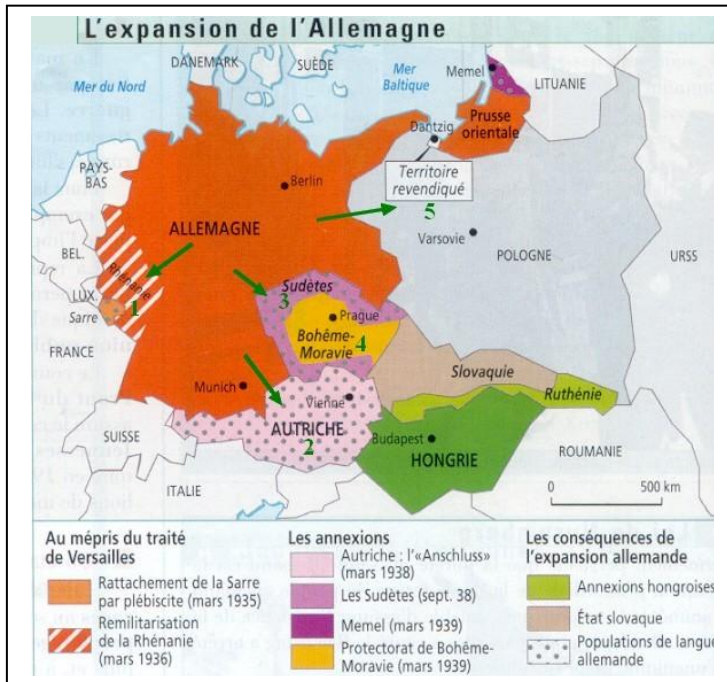 L'expansion de l'Allemagne
Mer du Nord
DANEMARK
SUÈDE
Mer
Baltique
Memel
LITUANIE
Prusse
orientale
Dantzig
PAYS-
BAS
Berlin
Territoire
revendiqué
5
ALLEMAGNE
Varsovie
POLOGNE
URSS
BEL.
Rhénanie
LUX.
1
Sarre
Sudètes
3
Prague
Bohême-
Moravie
4
FRANCE
Slovaquie
Ruthénie
Munich
Vienne
AUTRICHE
2
Budapest
HONGRIE
SUISSE
ITALIE
ROUMANIE
0 500 km
Au mépris du traité
de Versailles
Rattachement de la Sarre
par plébiscite (mars 1935)
Remilitarisation
de la Rhénanie
(mars 1936)
Les annexions
Autriche : l'«Anschluss»
(mars 1938)
Les Sudètes (sept. 38)
Memel (mars 1939)
Protectorat de Bohême-
Moravie (mars 1939)
Les conséquences de
l'expansion allemande
Annexions hongroises
État slovaque
Populations de langue
allemande